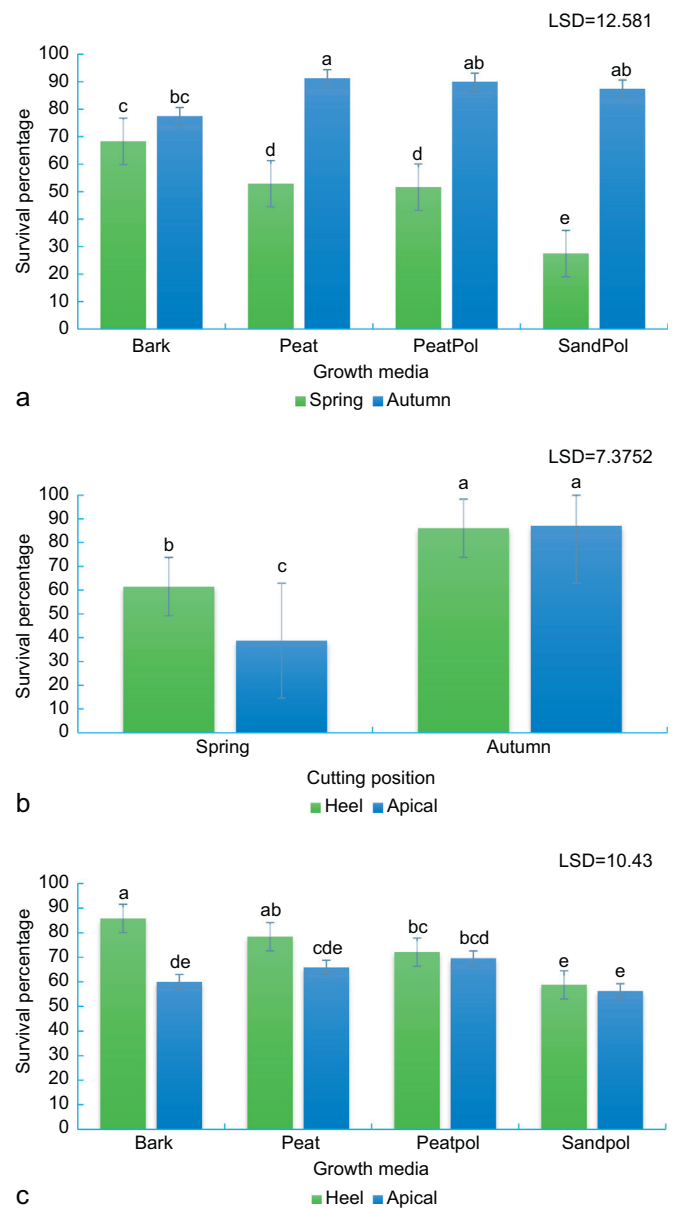 LSD=12.581
100
90
80
70
60
50
40
30
20
10
0
Survival percentage
c bc a ab ab
d d e
Bark Peat PeatPol SandPol
Growth media
a
Spring Autumn
LSD=7.3752
100
90
80
70
60
50
40
30
20
10
0
Survival percentage
b c a a
Spring Autumn
Cutting position
b
Heel Apical
LSD=10.43
100
90
80
70
60
50
40
30
20
10
0
Survival percentage
a de ab cde bc bcd e e
Bark Peat Peatpol Sandpol
Growth media
c
Heel Apical